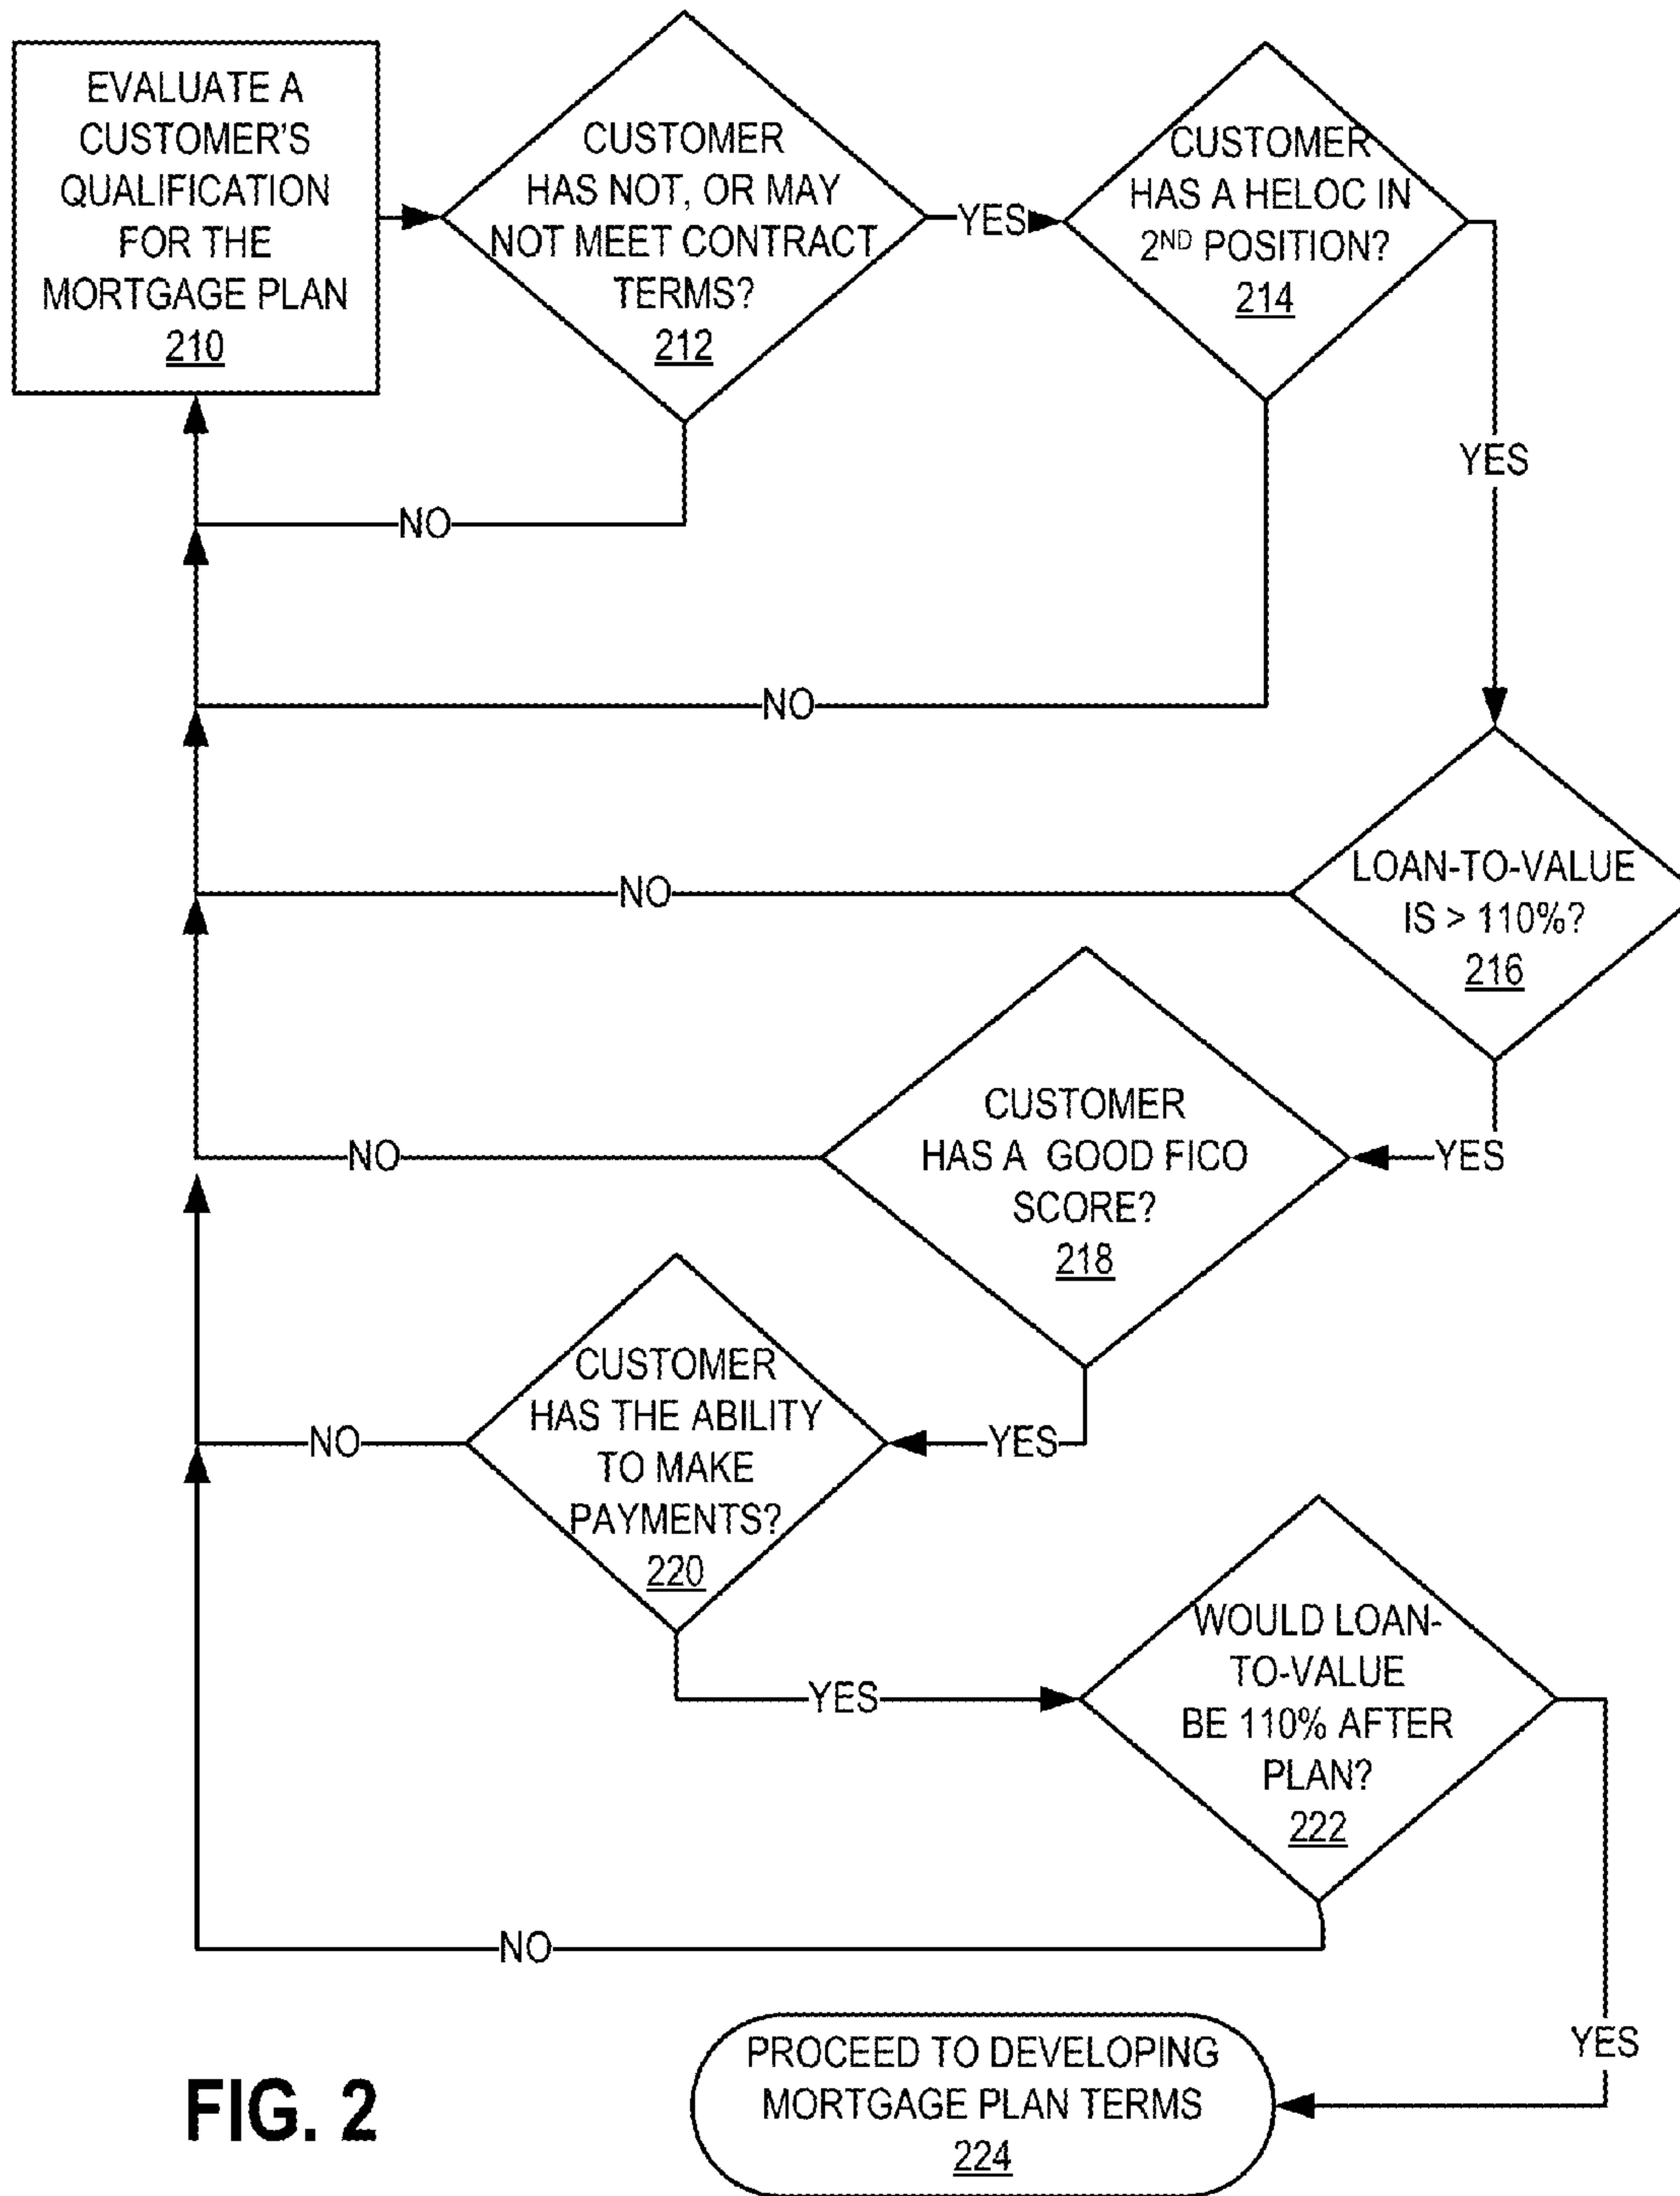 EVALUATE A
CUSTOMER'S
QUALIFICATION
FOR THE
MORTGAGE PLAN
210
CUSTOMER
HAS NOT, OR MAY
NOT MEET CONTRACT
TERMS?
212
YES
CUSTOMER
HAS A HELOC IN
2ND POSITION?
214
YES
NO
NO
LOAN-TO-VALUE
IS > 110%?
216
NO
YES
CUSTOMER
HAS A GOOD FICO
SCORE?
218
NO
YES
CUSTOMER
HAS THE ABILITY
TO MAKE
PAYMENTS?
220
NO
YES
WOULD LOAN-
TO-VALUE
BE 110% AFTER
PLAN?
222
NO
YES
PROCEED TO DEVELOPING
MORTGAGE PLAN TERMS
224
FIG. 2